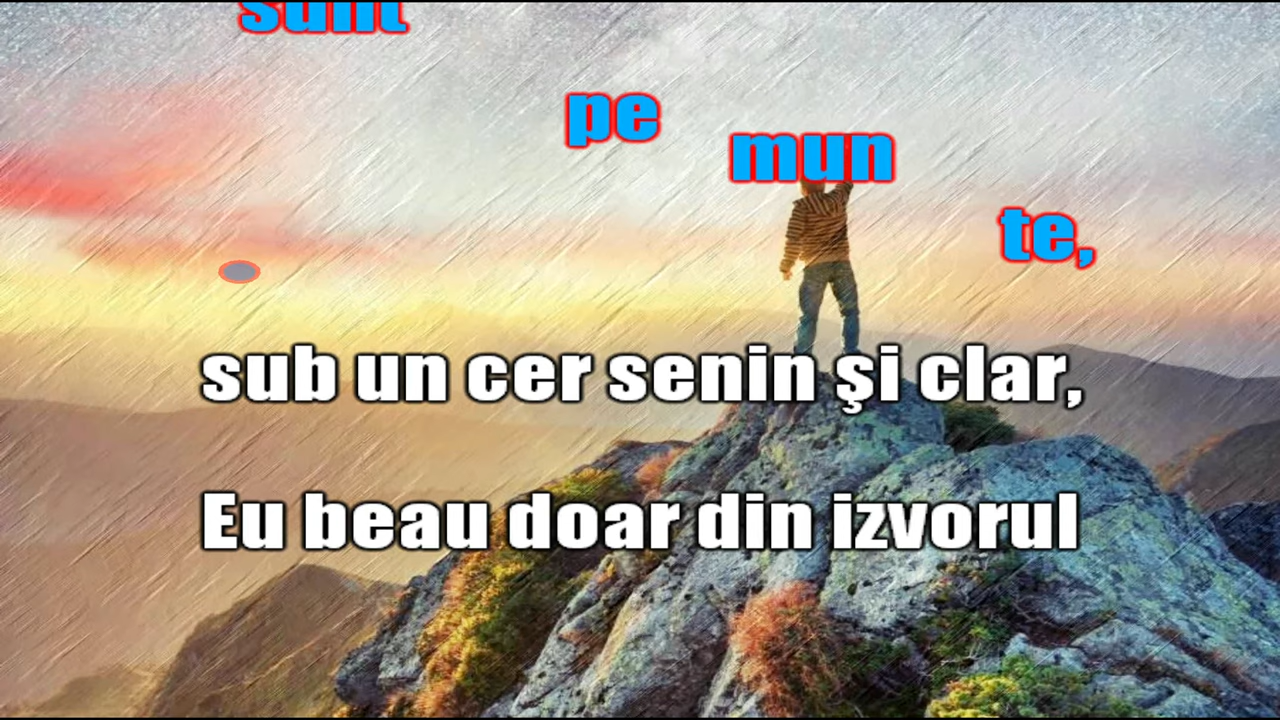 sunt
pe
mun
te,
sub un cer senin şi clar,
Eu beau doar din izvorul